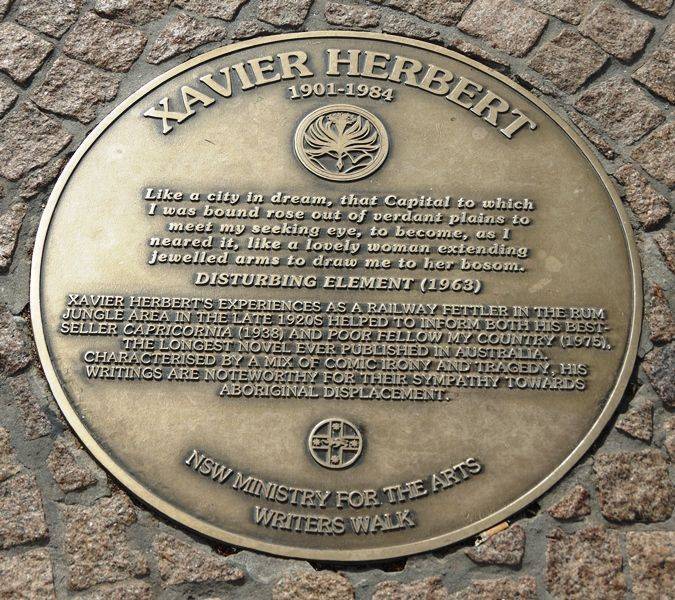 XAVIER HERBERT
1901-1984
Like a city in dream, that Capital to which
I was bound rose out of verdant plains to
meet my seeking eye, to become, as I
neared it, like a lovely woman extending
jewelled arms to draw me to her bosom.
DISTURBING ELEMENT (1963)
XAVIER HERBERT'S EXPERIENCES AS A RAILWAY FETTLER IN THE RUM
JUNGLE AREA IN THE LATE 1920S HELPED TO INFORM BOTH HIS BEST-
SELLER CAPRICORNIA (1938) AND POOR FELLOW MY COUNTRY (1975),
THE LONGEST NOVEL EVER PUBLISHED IN AUSTRALIA.
CHARACTERISED BY A MIX OF COMIC IRONY AND TRAGEDY, HIS
WRITINGS ARE NOTEWORTHY FOR THEIR SYMPATHY TOWARDS
ABORIGINAL DISPLACEMENT.
NSW MINISTRY FOR THE ARTS
WRITERS WALK